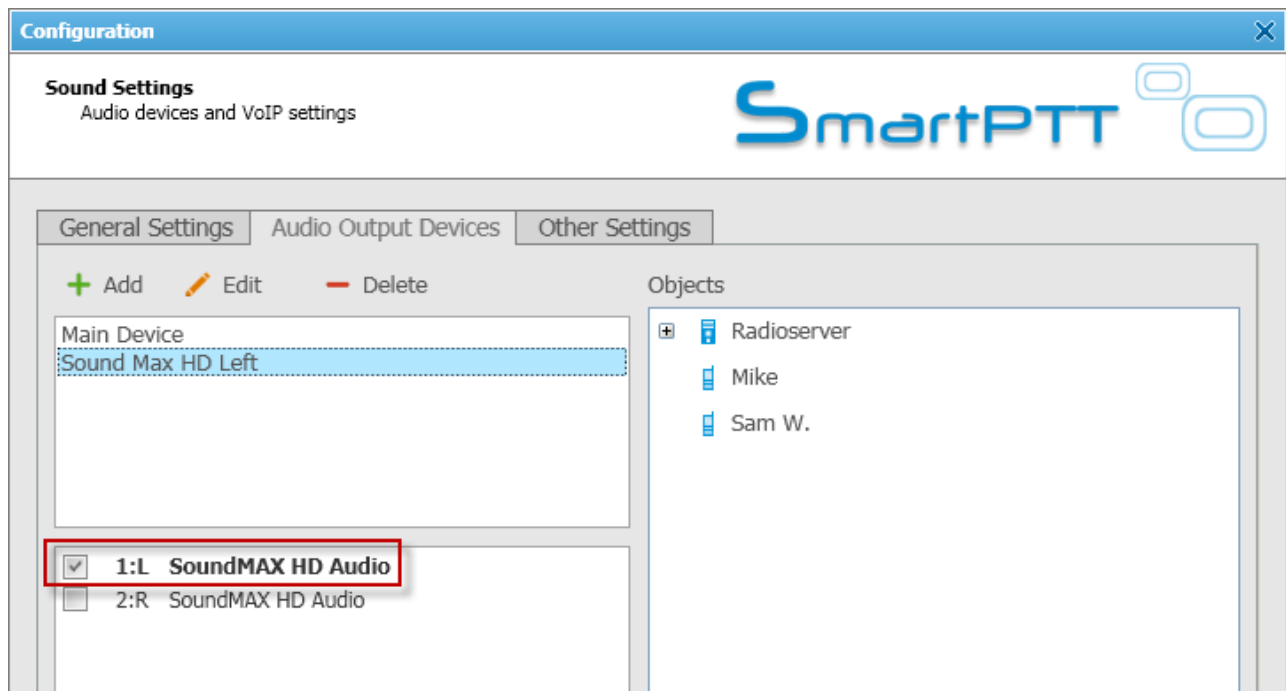 Configuration
Sound Settings
Audio devices and VoIP settings
SmartPTT
General Settings
Audio Output Devices
Other Settings
Add
Edit
Delete
Objects
Main Device
Sound Max HD Left
Radioserver
Mike
Sam W.
1:L SoundMAX HD Audio
2:R SoundMAX HD Audio